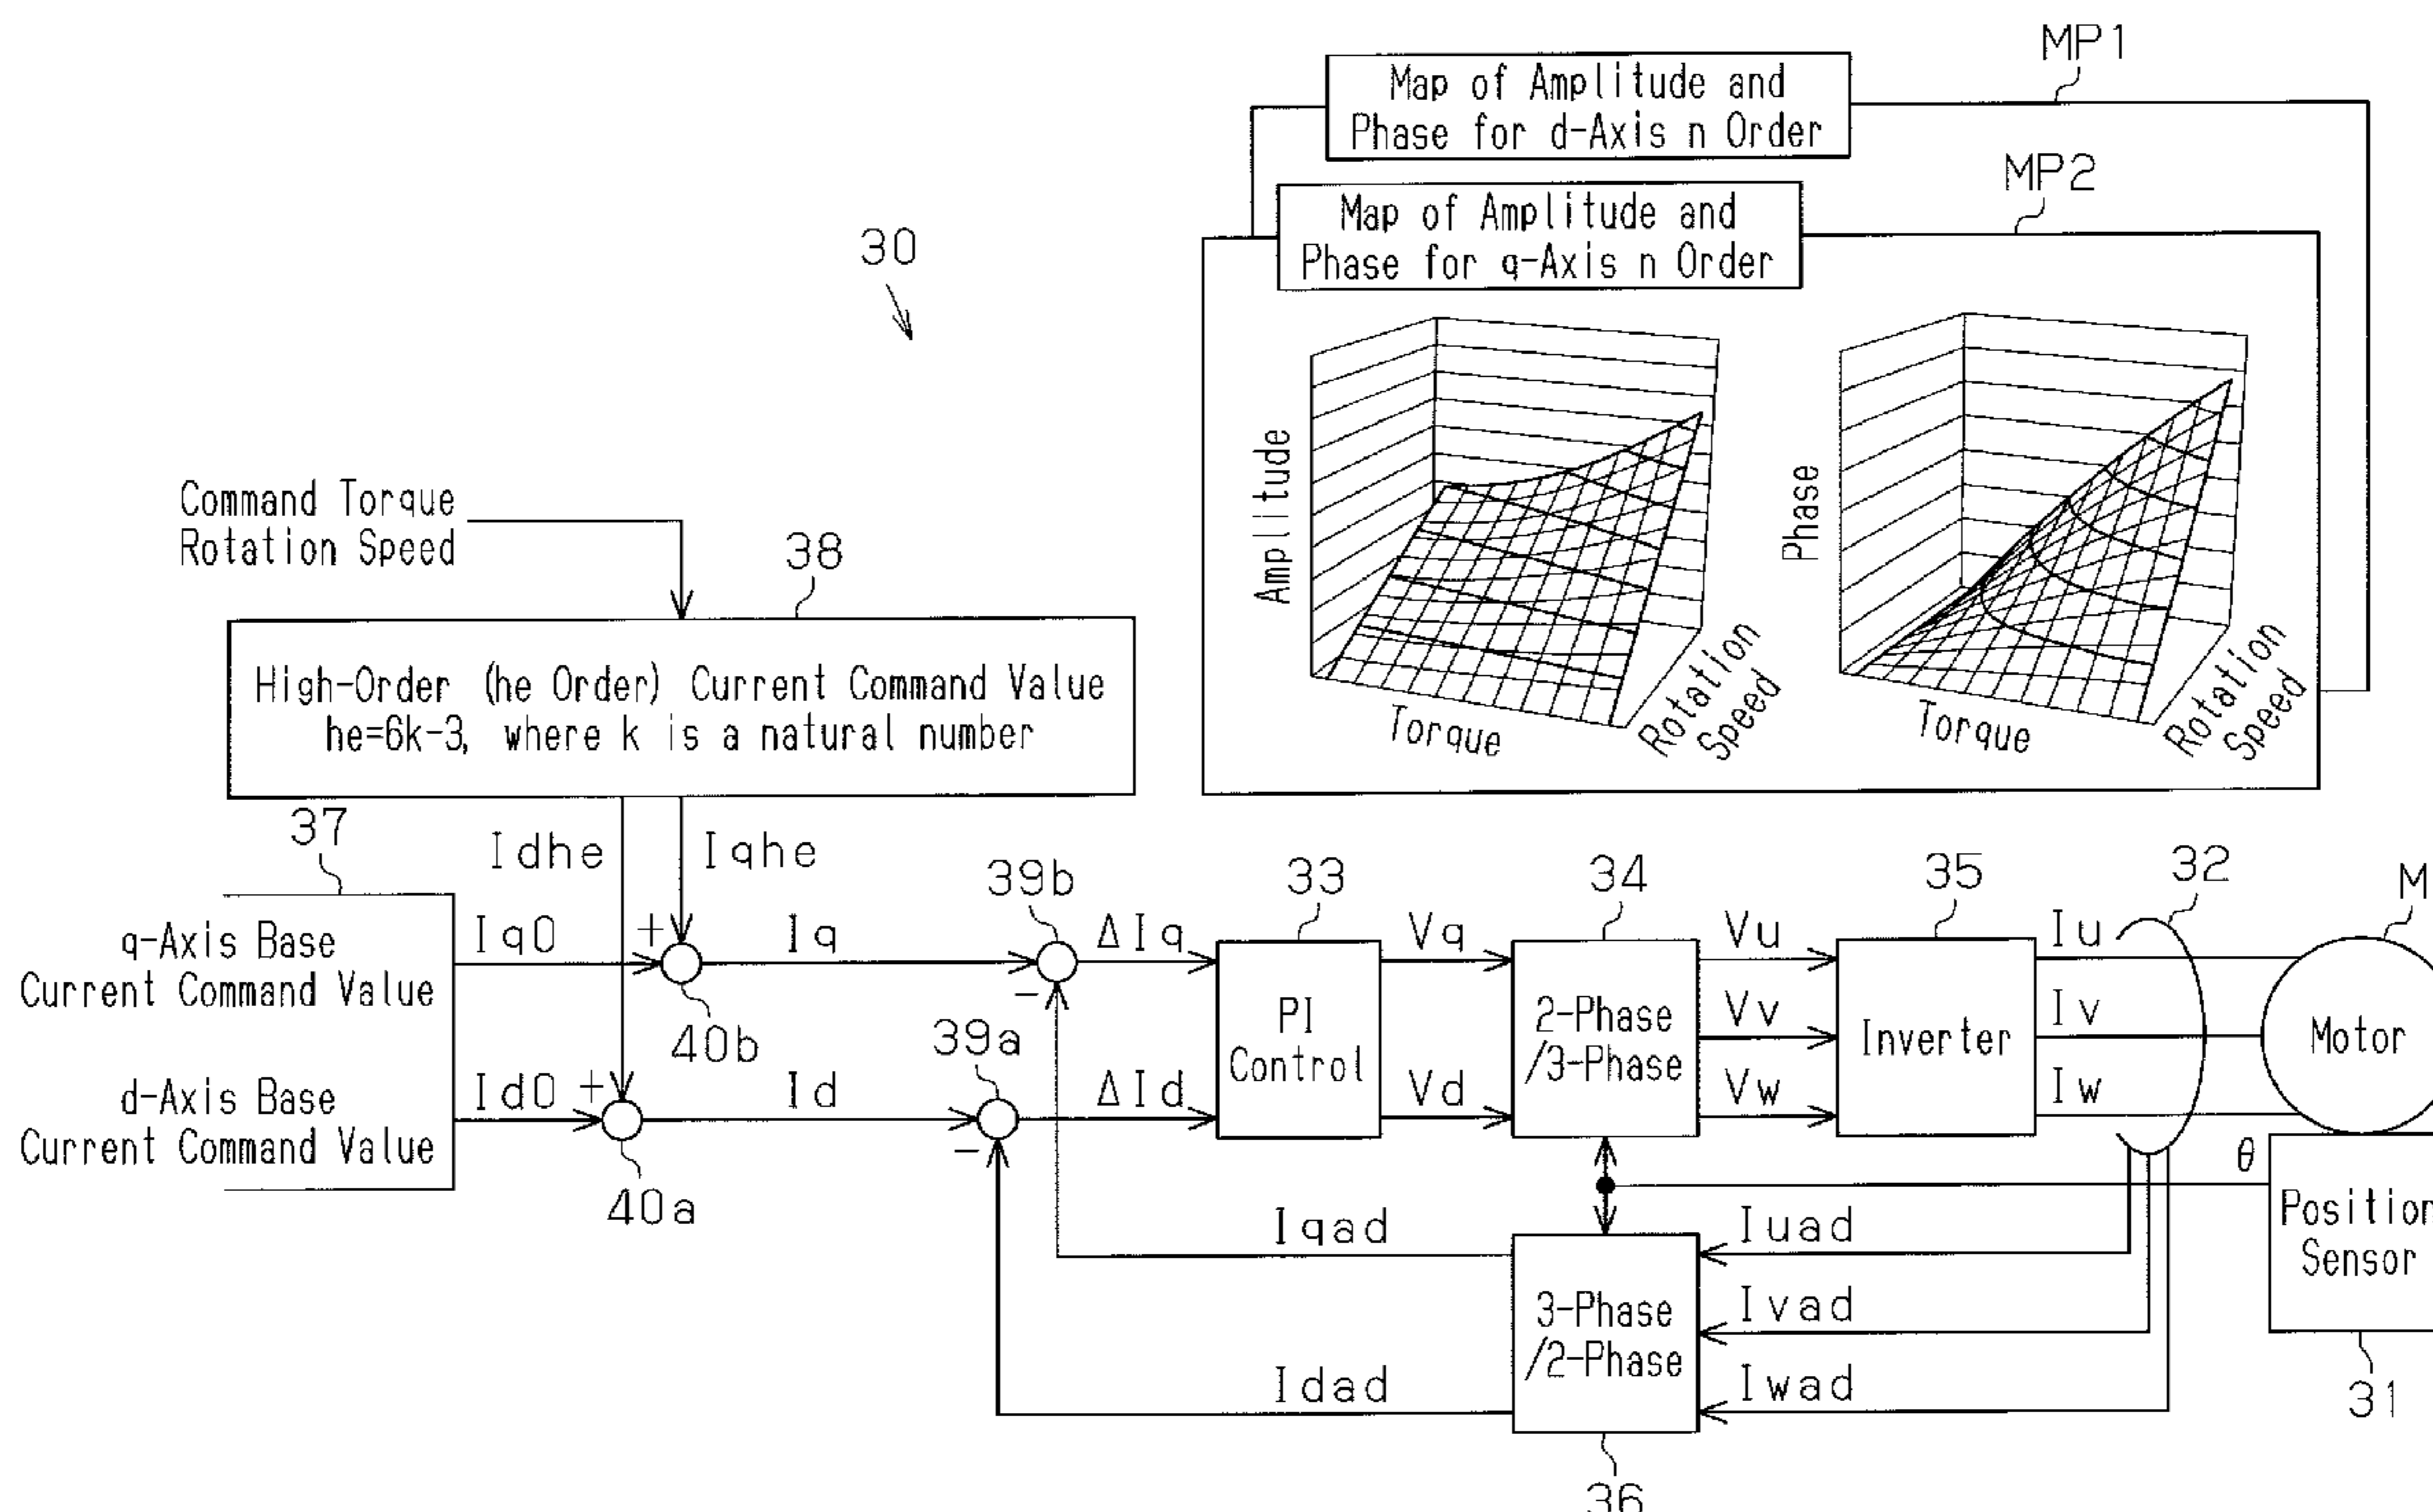 MP1
Map of Amplitude and
Phase for d-Axis n Order
MP2
Map of Amplitude and
Phase for q-Axis n Order
30
Amplitude
Torque
Rotation
Speed
Phase
Torque
Rotation
Speed
Command Torque
Rotation Speed
38
High-Order (he Order) Current Command Value
he=6k-3, where k is a natural number
37
Idhe
Iqhe
q-Axis Base
Current Command Value
Iq0
+
Iq
40b
39b
-
ΔIq
33
PI
Control
Vq
34
2-Phase
/3-Phase
Vu
Vv
Vw
35
Inverter
32
Iu
Iv
Iw
M
Motor
d-Axis Base
Current Command Value
Id0
+
Id
40a
39a
-
ΔId
Vd
θ
Position
Sensor
31
Iqad
Idad
3-Phase
/2-Phase
36
Iuad
Ivad
Iwad